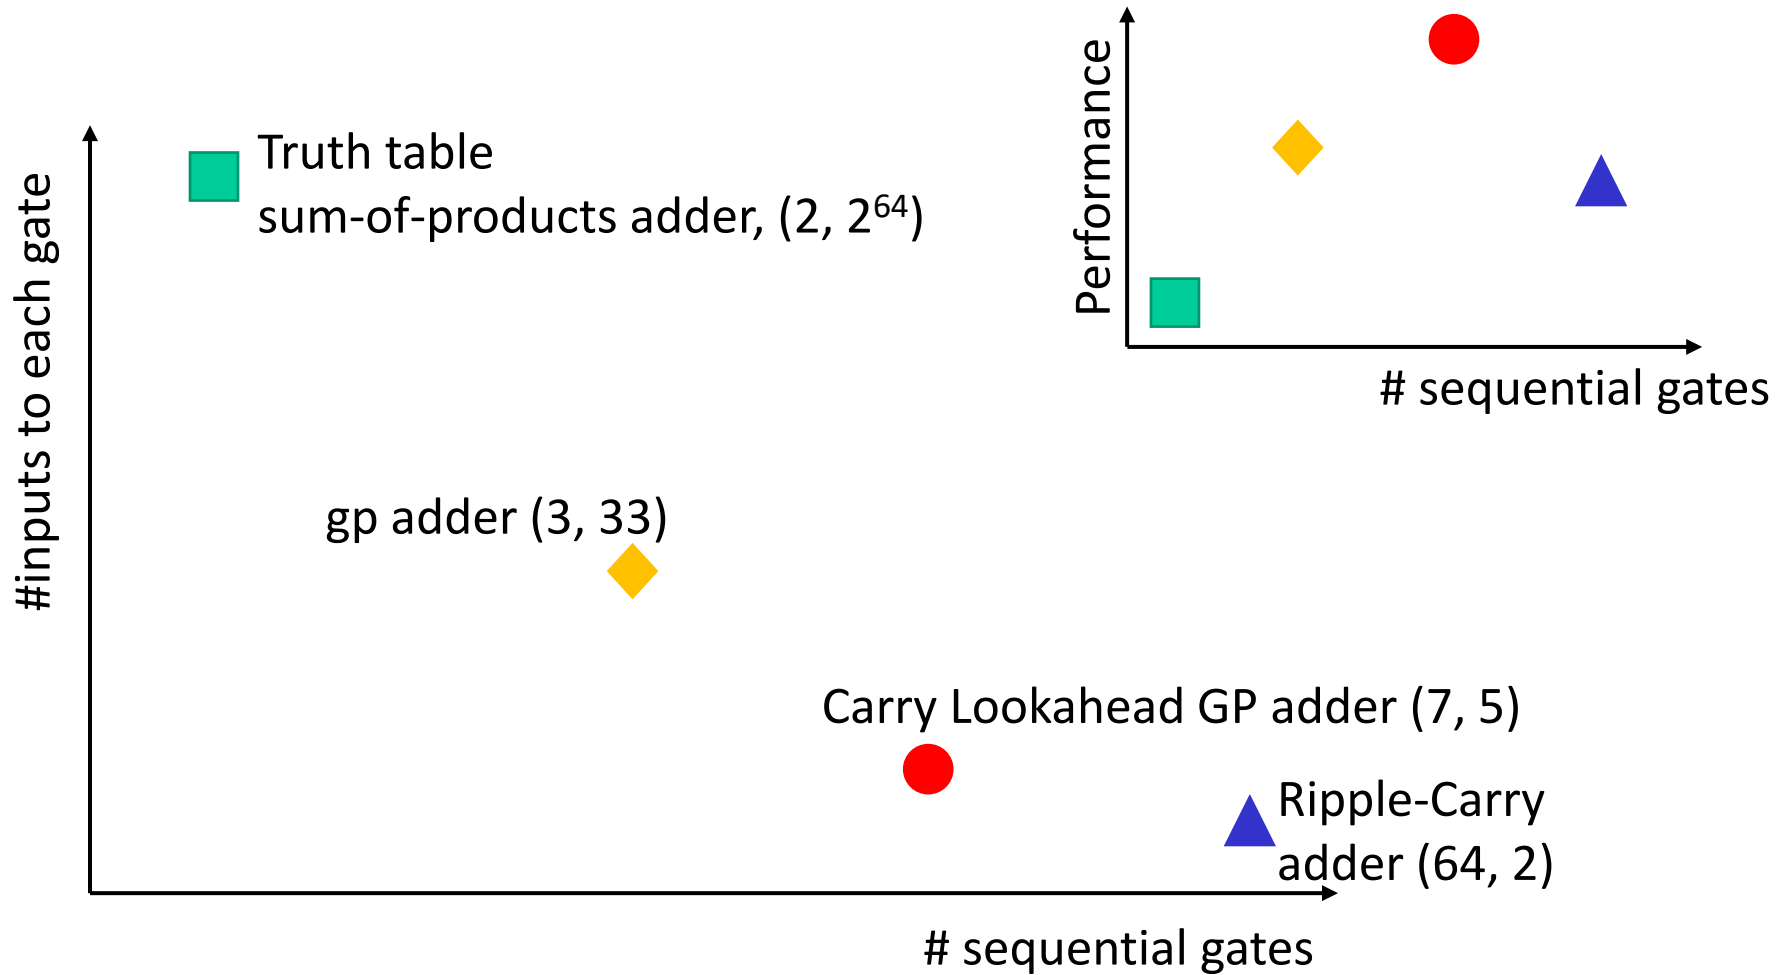 Performance
# sequential gates
#inputs to each gate
Truth table
sum-of-products adder, (2, 2⁶⁴)
gp adder (3, 33)
Carry Lookahead GP adder (7, 5)
Ripple-Carry
adder (64, 2)
# sequential gates